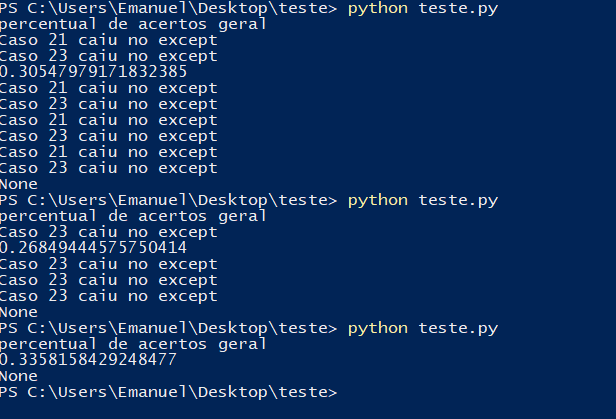 PS C:\Users\Emanuel\Desktop\teste> python teste.py
percentual de acertos geral
Caso 21 caiu no except
Caso 23 caiu no except
0.30547979171832385
Caso 21 caiu no except
Caso 23 caiu no except
Caso 21 caiu no except
Caso 23 caiu no except
Caso 21 caiu no except
Caso 23 caiu no except
None
PS C:\Users\Emanuel\Desktop\teste> python teste.py
percentual de acertos geral
Caso 23 caiu no except
0.26849444575750414
Caso 23 caiu no except
Caso 23 caiu no except
Caso 23 caiu no except
None
PS C:\Users\Emanuel\Desktop\teste> python teste.py
percentual de acertos geral
0.3358158429248477
None
PS C:\Users\Emanuel\Desktop\teste>